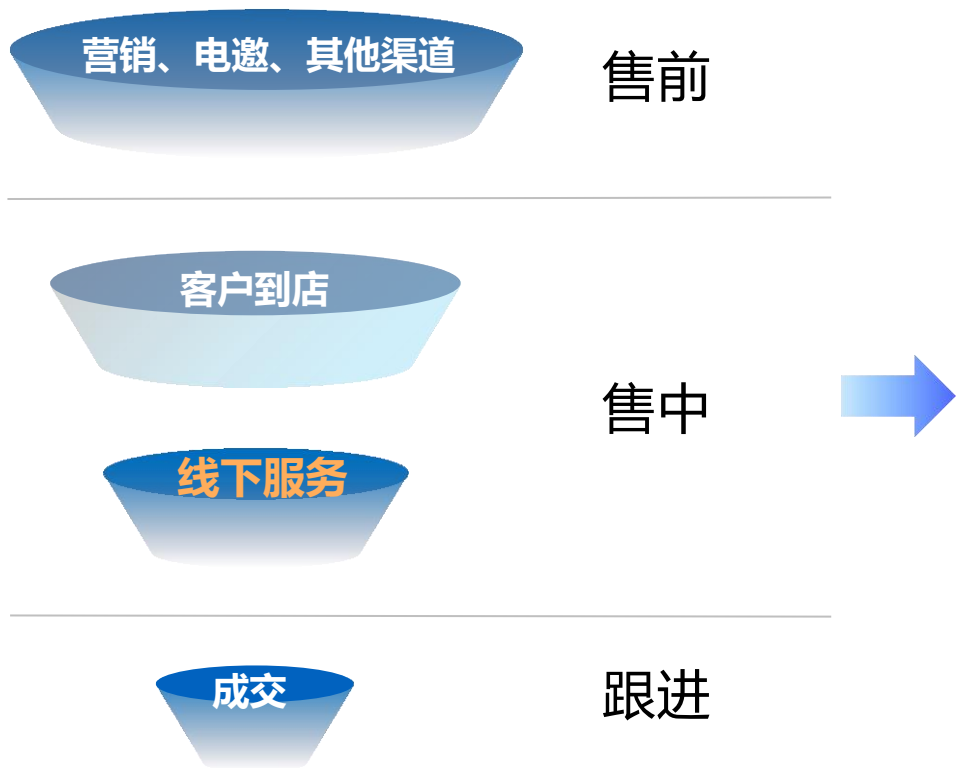 营销、电邀、其他渠道
售前
客户到店
售中
线下服务
成交
跟进